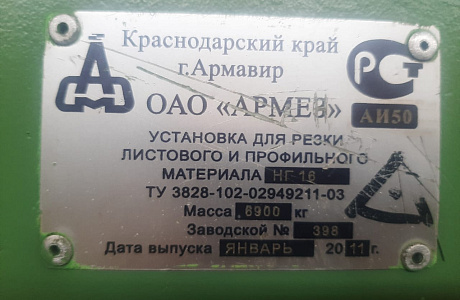 Краснодарский край
г.Армавир
ОАО «АРМЕЗ»
РСТ
АИ50
УСТАНОВКА ДЛЯ РЕЗКИ
ЛИСТОВОГО И ПРОФИЛЬНОГО
МАТЕРИАЛА НГ 16
ТУ 3828-102-02949211-03
Масса 6900 кг
Заводской № 398
Дата выпуска ЯНВАРЬ 2011г.